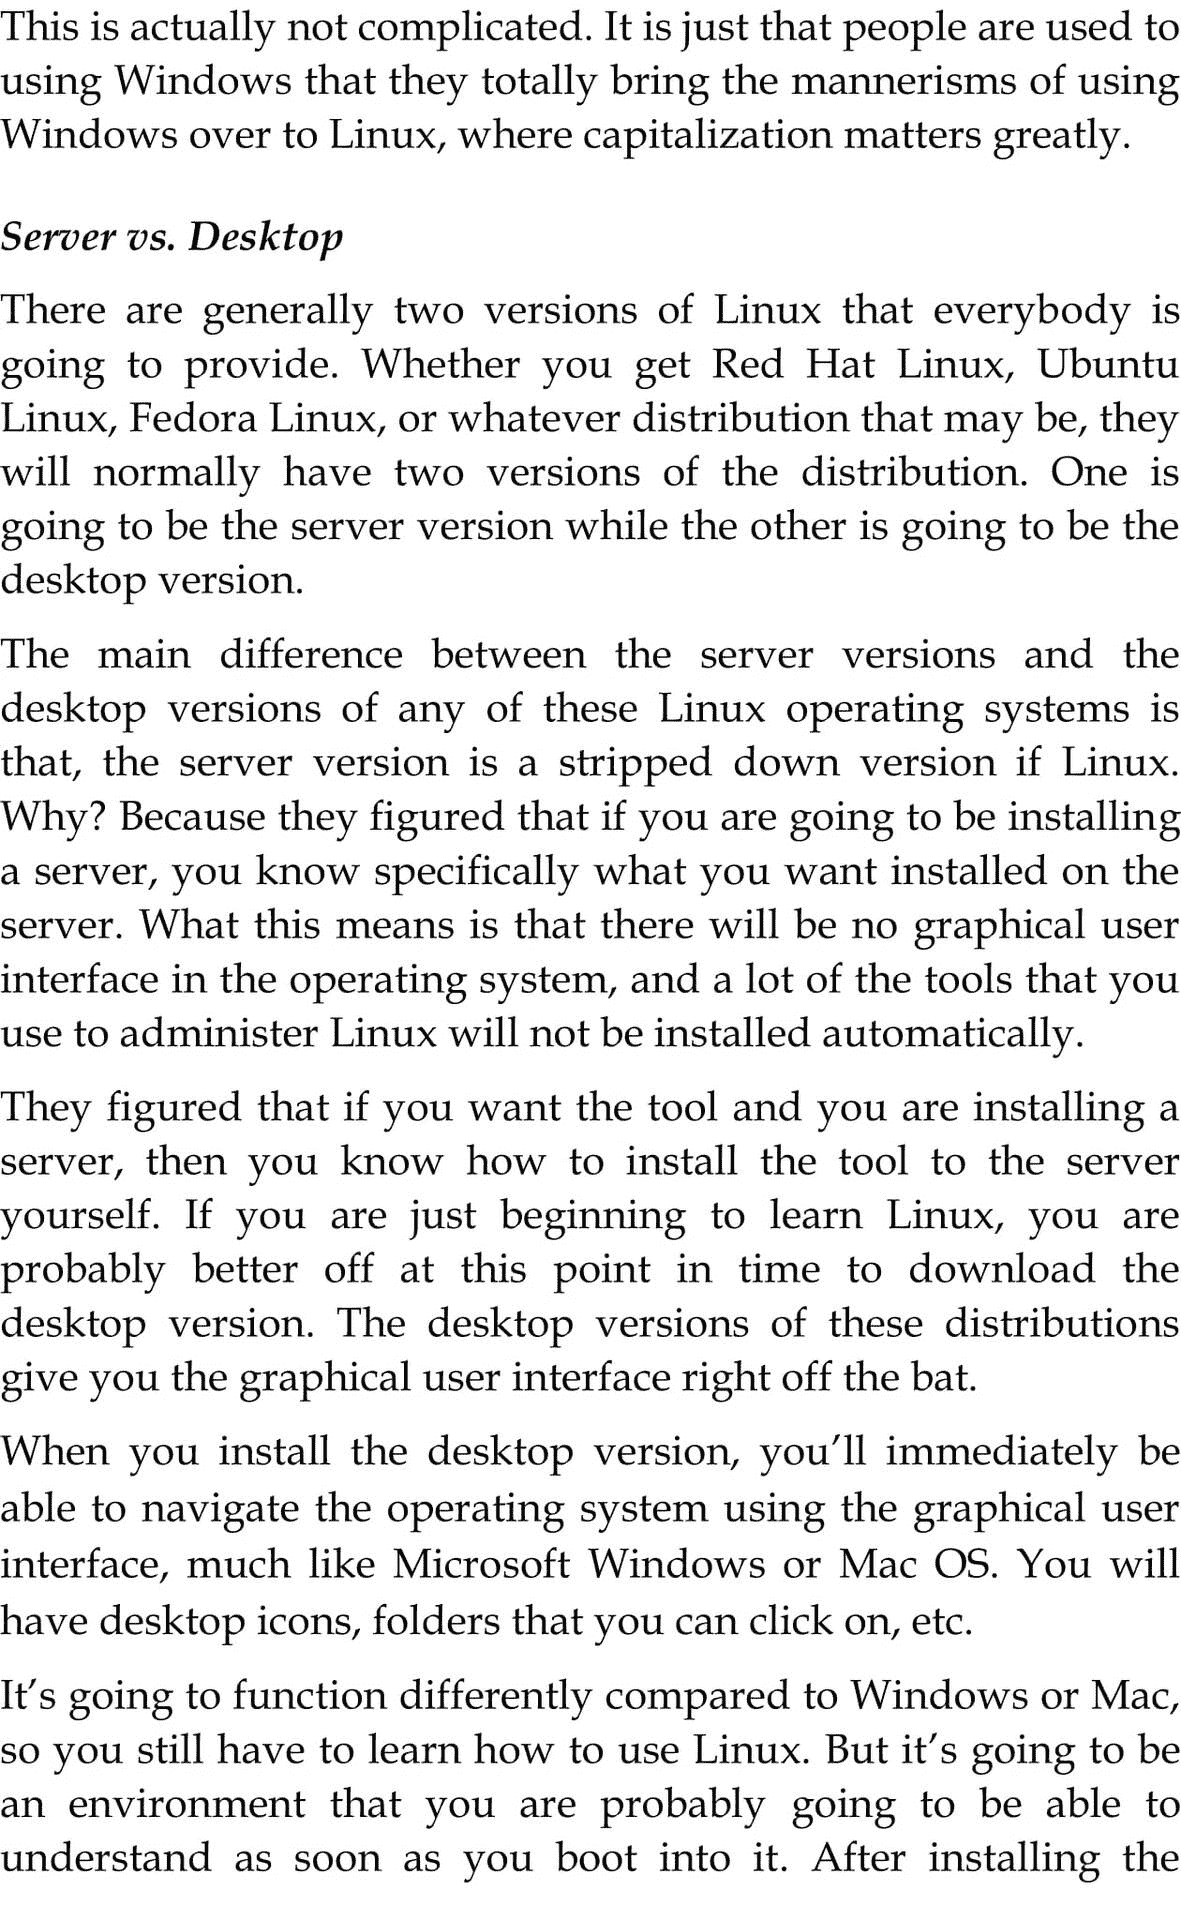 This is actually not complicated. It is just that people are used to
using Windows that they totally bring the mannerisms of using
Windows over to Linux, where capitalization matters greatly.
Server vs. Desktop
There are generally two versions of Linux that everybody is
going to provide. Whether you get Red Hat Linux, Ubuntu
Linux, Fedora Linux, or whatever distribution that may be, they
will normally have two versions of the distribution. One is
going to be the server version while the other is going to be the
desktop version.
The main difference between the server versions and the
desktop versions of any of these Linux operating systems is
that, the server version is a stripped down version if Linux.
Why? Because they figured that if you are going to be installing
a server, you know specifically what you want installed on the
server. What this means is that there will be no graphical user
interface in the operating system, and a lot of the tools that you
use to administer Linux will not be installed automatically.
They figured that if you want the tool and you are installing a
server, then you know how to install the tool to the server
yourself. If you are just beginning to learn Linux, you are
probably better off at this point in time to download the
desktop version. The desktop versions of these distributions
give you the graphical user interface right off the bat.
When you install the desktop version, you’ll immediately be
able to navigate the operating system using the graphical user
interface, much like Microsoft Windows or Mac OS. You will
have desktop icons, folders that you can click on, etc.
It’s going to function differently compared to Windows or Mac,
so you still have to learn how to use Linux. But it’s going to be
an environment that you are probably going to be able to
understand as soon as you boot into it. After installing the